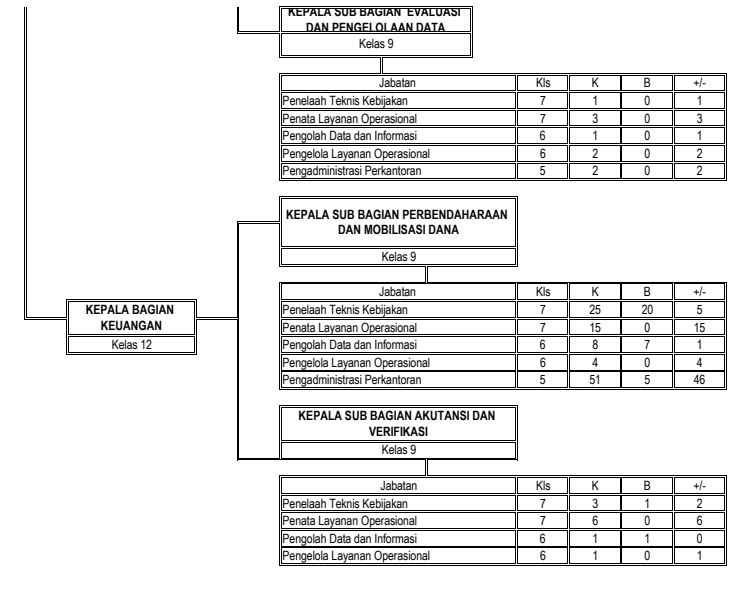 KEPALA SUB BAGIAN EVALUASI
DAN PENGELOLAAN DATA
Kelas 9
Jabatan Kls K B +/-
Penelaah Teknis Kebijakan 7 1 0 1
Penata Layanan Operasional 7 3 0 3
Pengolah Data dan Informasi 6 1 0 1
Pengelola Layanan Operasional 6 2 0 2
Pengadministrasi Perkantoran 5 2 0 2
KEPALA SUB BAGIAN PERBENDAHARAAN
DAN MOBILISASI DANA
Kelas 9
Jabatan Kls K B +/-
Penelaah Teknis Kebijakan 7 25 20 5
Penata Layanan Operasional 7 15 0 15
Pengolah Data dan Informasi 6 8 7 1
Pengelola Layanan Operasional 6 4 0 4
Pengadministrasi Perkantoran 5 51 5 46
KEPALA BAGIAN
KEUANGAN
Kelas 12
KEPALA SUB BAGIAN AKUTANSI DAN
VERIFIKASI
Kelas 9
Jabatan Kls K B +/-
Penelaah Teknis Kebijakan 7 3 1 2
Penata Layanan Operasional 7 6 0 6
Pengolah Data dan Informasi 6 1 1 0
Pengelola Layanan Operasional 6 1 0 1